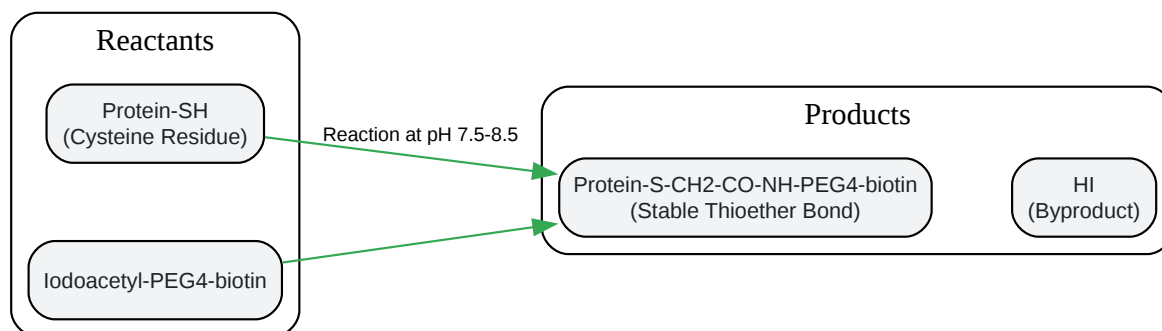 Reactants
Protein-SH
(Cysteine Residue)
Iodoacetyl-PEG4-biotin
Reaction at pH 7.5-8.5
Products
Protein-S-CH2-CO-NH-PEG4-biotin
(Stable Thioether Bond)
HI
(Byproduct)